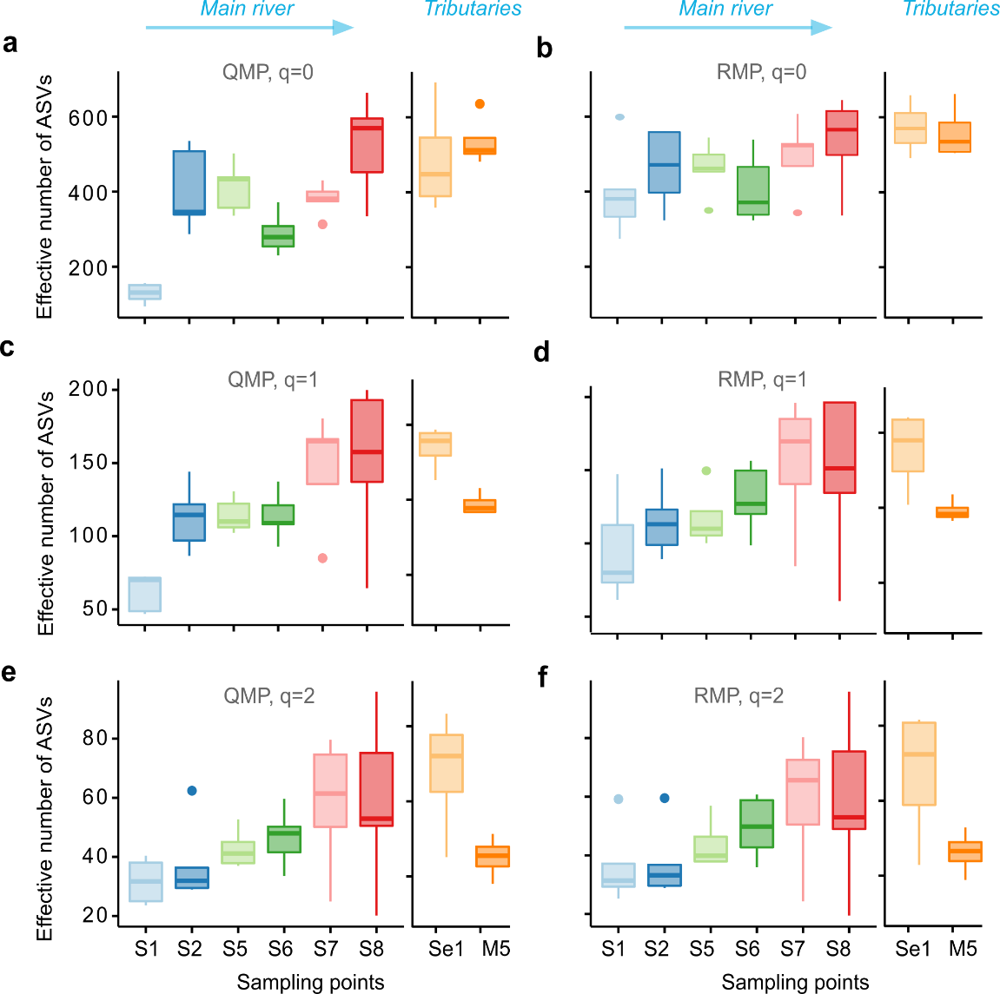 Main river Tributaries Main river Tributaries
a b
QMP, q=0 RMP, q=0
Effective number of ASVs
600
400
200
c d
QMP, q=1 RMP, q=1
Effective number of ASVs
200
150
100
50
e f
QMP, q=2 RMP, q=2
Effective number of ASVs
80
60
40
20
S1 S2 S5 S6 S7 S8 Se1 M5 S1 S2 S5 S6 S7 S8 Se1 M5
Sampling points Sampling points